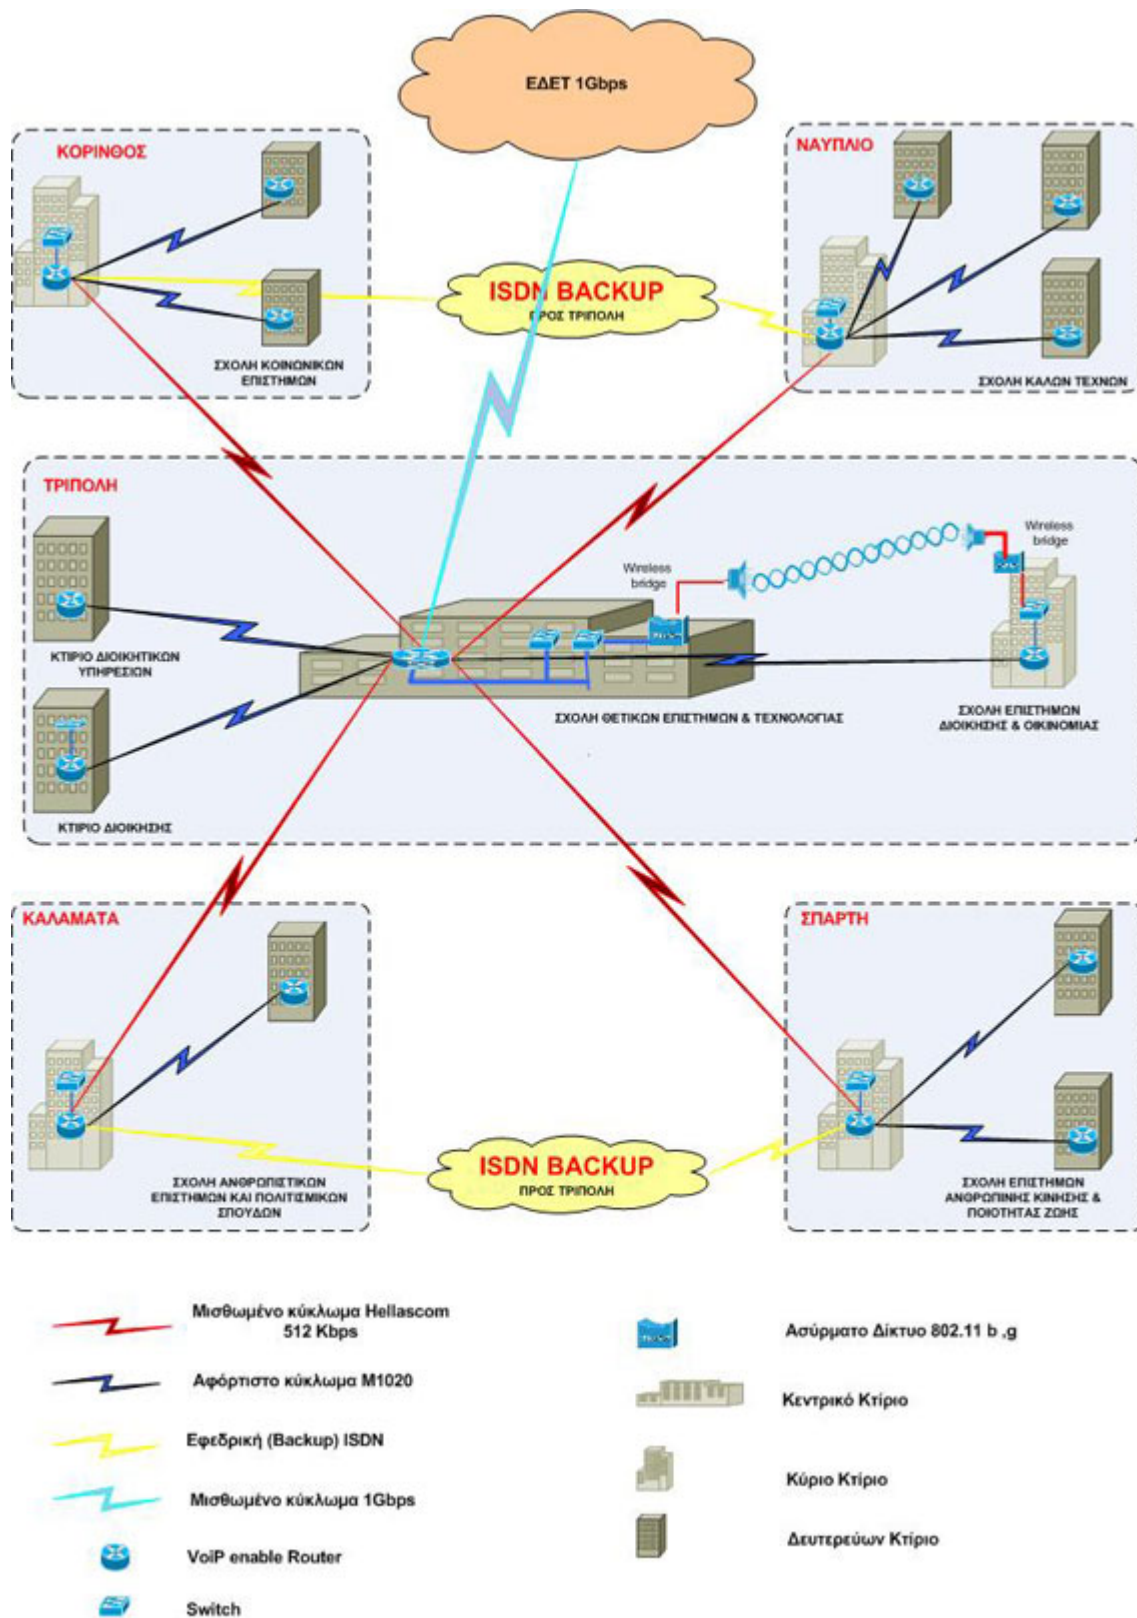 ΕΔΕΤ 1Gbps
ΚΟΡΙΝΘΟΣ
ΝΑΥΠΛΙΟ
ISDN BACKUP
ΠΡΟΣ ΤΡΙΠΟΛΗ
ΣΧΟΛΗ ΚΟΙΝΩΝΙΚΩΝ
ΕΠΙΣΤΗΜΩΝ
ΣΧΟΛΗ ΚΑΛΩΝ ΤΕΧΝΩΝ
ΤΡΙΠΟΛΗ
Wireless
bridge
Wireless
bridge
ΚΤΙΡΙΟ ΔΙΟΙΚΗΤΙΚΩΝ
ΥΠΗΡΕΣΙΩΝ
ΣΧΟΛΗ ΘΕΤΙΚΩΝ ΕΠΙΣΤΗΜΩΝ & ΤΕΧΝΟΛΟΓΙΑΣ
ΣΧΟΛΗ ΕΠΙΣΤΗΜΩΝ
ΔΙΟΙΚΗΣΗΣ & ΟΙΚΙΝΟΜΙΑΣ
ΚΤΙΡΙΟ ΔΙΟΙΚΗΣΗΣ
ΚΑΛΑΜΑΤΑ
ΣΠΑΡΤΗ
ISDN BACKUP
ΠΡΟΣ ΤΡΙΠΟΛΗ
ΣΧΟΛΗ ΑΝΘΡΩΠΙΣΤΙΚΩΝ
ΕΠΙΣΤΗΜΩΝ ΚΑΙ ΠΟΛΙΤΙΣΜΙΚΩΝ
ΣΠΟΥΔΩΝ
ΣΧΟΛΗ ΕΠΙΣΤΗΜΩΝ
ΑΝΘΡΩΠΙΝΗΣ ΚΙΝΗΣΗΣ &
ΠΟΙΟΤΗΤΑΣ ΖΩΗΣ
Μισθωμένο κύκλωμα Hellascom
512 Kbps
Αφόρτιστο κύκλωμα M1020
Εφεδρική (Backup) ISDN
Μισθωμένο κύκλωμα 1Gbps
VoiP enable Router
Switch
Ασύρματο Δίκτυο 802.11 b ,g
Κεντρικό Κτίριο
Κύριο Κτίριο
Δευτερεύων Κτίριο